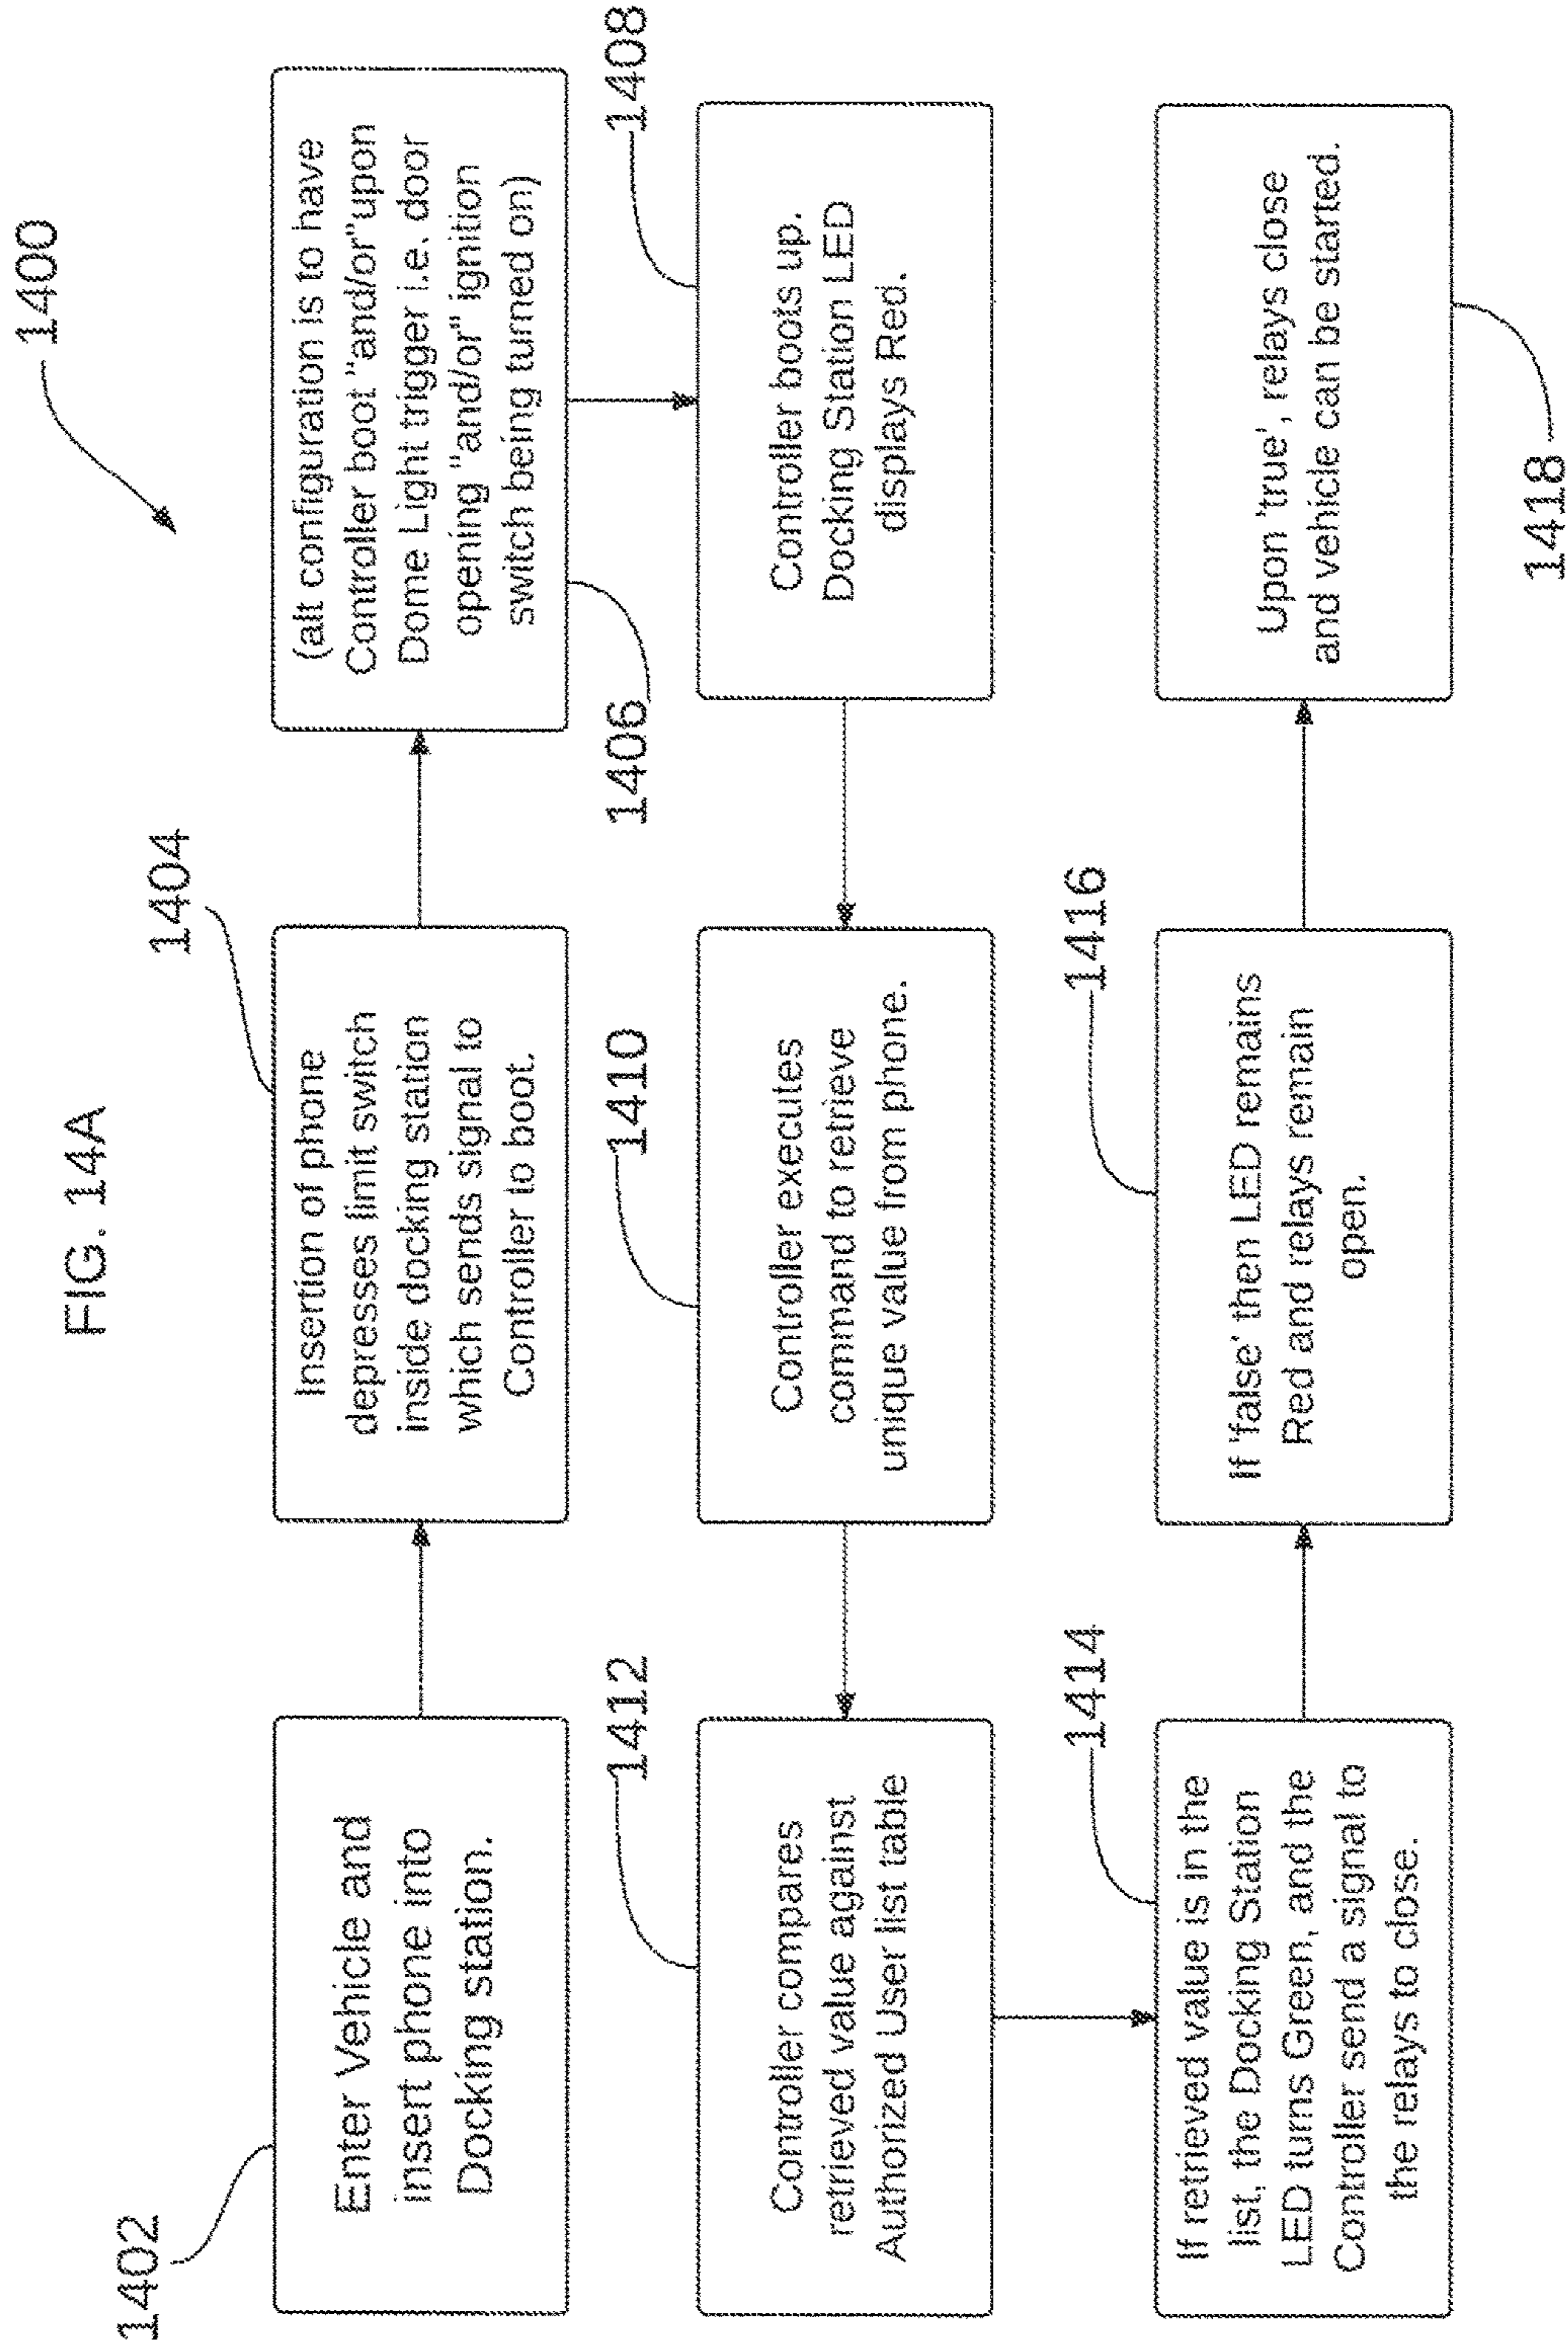 FIG. 14A
1400
1402
Enter Vehicle and
insert phone into
Docking station.
1404
Insertion of phone
depresses limit switch
inside docking station
which sends signal to
Controller to boot.
1406
(alt configuration is to have
Controller boot "and/or"upon
Dome Light trigger i.e. door
opening "and/or" ignition
switch being turned on)
1408
Controller boots up.
Docking Station LED
displays Red.
1410
Controller executes
command to retrieve
unique value from phone.
1412
Controller compares
retrieved value against
Authorized User list table
1414
If retrieved value is in the
list, the Docking Station
LED turns Green, and the
Controller send a signal to
the relays to close.
1416
If 'false' then LED remains
Red and relays remain
open.
1418
Upon 'true', relays close
and vehicle can be started.